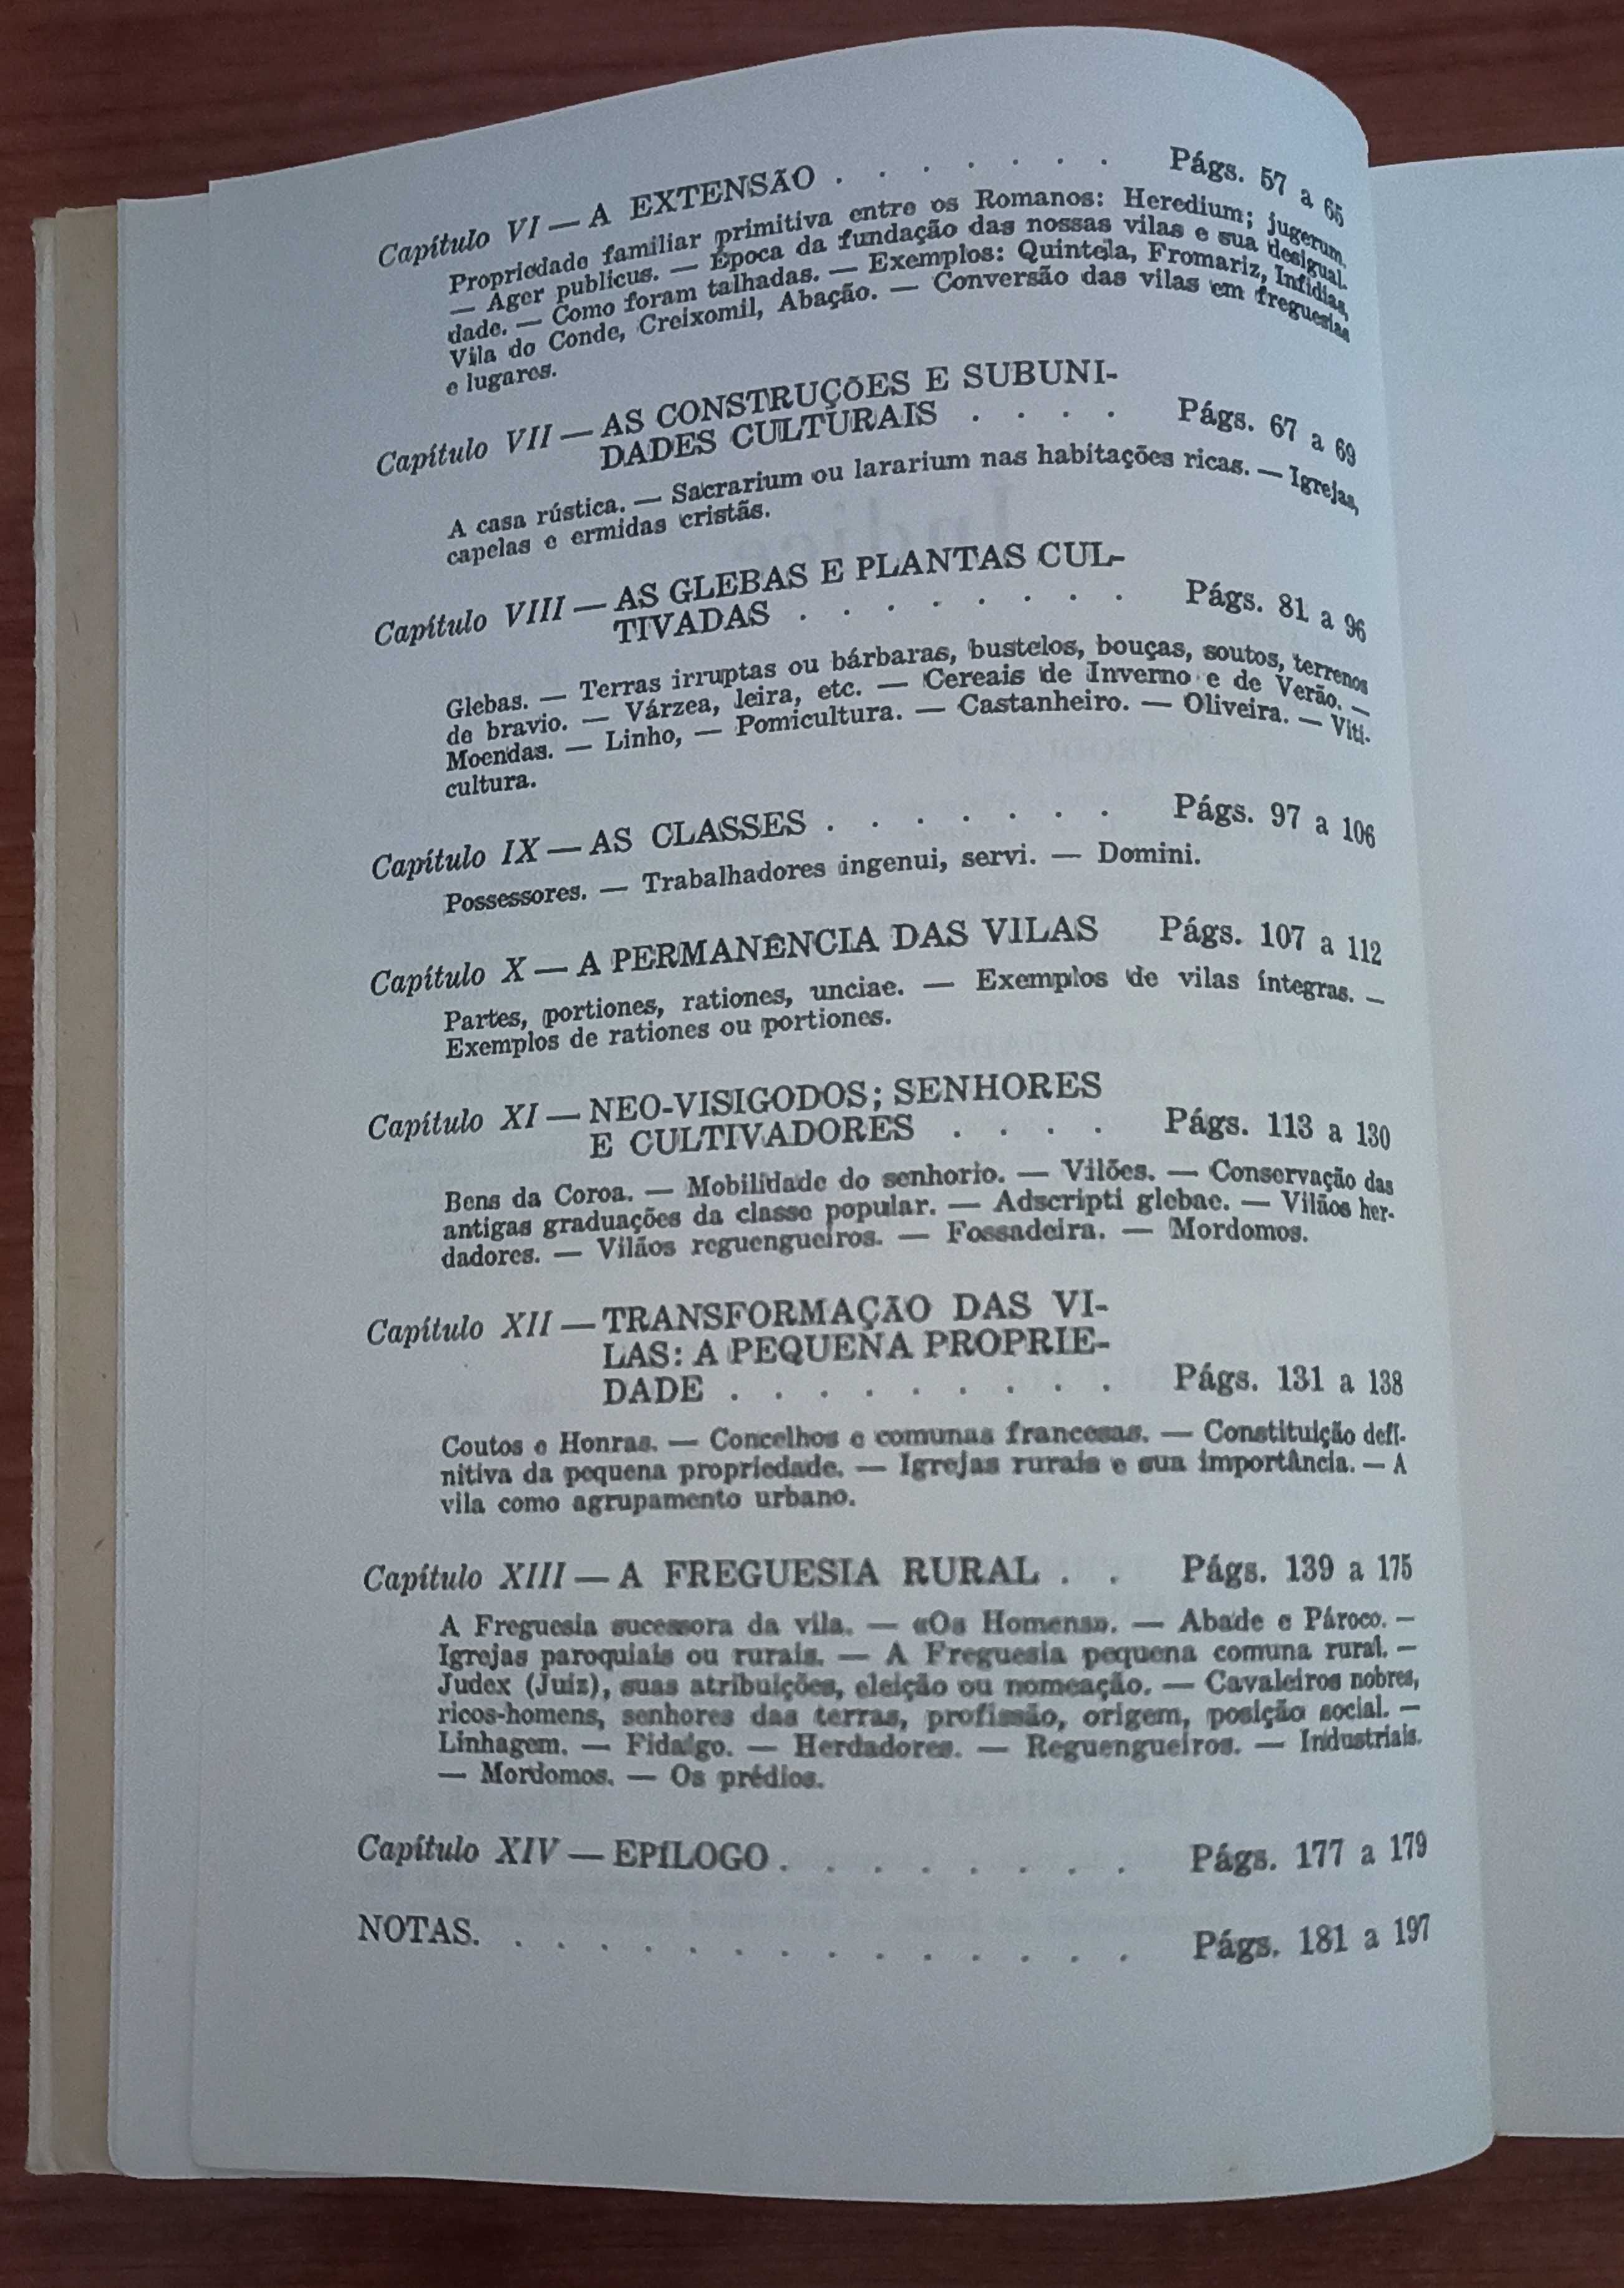 Capítulo VI — A EXTENSÃO . . . . . . . Págs. 57 a 65
Propriedade familiar primitiva entre os Romanos: Heredium; jugerum.
— Ager publicus. — Época da fundação das nossas vilas e sua desigual-
dade. — Como foram talhadas. — Exemplos: Quintela, Fromariz, Infidias,
Vila do Conde, Creixomil, Abação. — Conversão das vilas em freguesias
e lugares.
Capítulo VII — AS CONSTRUÇÕES E SUBUNI-
DADES CULTURAIS . . . . Págs. 67 a 69
A casa rústica. — Sacrarium ou lararium nas habitações ricas. — Igrejas,
capelas e ermidas cristãs.
Capítulo VIII — AS GLEBAS E PLANTAS CUL-
TIVADAS . . . . . . . . Págs. 81 a 96
Glebas. — Terras irruptas ou bárbaras, bustelos, bouças, soutos, terrenos
de bravio. — Várzea, leira, etc. — Cereais de Inverno e de Verão. —
Moendas. — Linho, — Pomicultura. — Castanheiro. — Oliveira. — Viti-
cultura.
Capítulo IX — AS CLASSES . . . . . . . Págs. 97 a 106
Possessores. — Trabalhadores ingenui, servi. — Domini.
Capítulo X — A PERMANÊNCIA DAS VILAS Págs. 107 a 112
Partes, portiones, rationes, unciae. — Exemplos de vilas íntegras. —
Exemplos de rationes ou portiones.
Capítulo XI — NEO-VISIGODOS; SENHORES
E CULTIVADORES . . . . Págs. 113 a 130
Bens da Coroa. — Mobilidade do senhorio. — Vilões. — Conservação das
antigas graduações da classe popular. — Adscripti glebae. — Vilãos her-
dadores. — Vilãos reguengueiros. — Fossadeira. — Mordomos.
Capítulo XII — TRANSFORMAÇÃO DAS VI-
LAS: A PEQUENA PROPRIE-
DADE . . . . . . . . . Págs. 131 a 138
Coutos e Honras. — Concelhos e comunas francesas. — Constituição defi-
nitiva da pequena propriedade. — Igrejas rurais e sua importância. — A
vila como agrupamento urbano.
Capítulo XIII — A FREGUESIA RURAL . . Págs. 139 a 175
A Freguesia sucessora da vila. — «Os Homens». — Abade e Pároco. —
Igrejas paroquiais ou rurais. — A Freguesia pequena comuna rural. —
Judex (Juiz), suas atribuições, eleição ou nomeação. — Cavaleiros nobres,
ricos-homens, senhores das terras, profissão, origem, posição social. —
Linhagem. — Fidalgo. — Herdadores. — Reguengueiros. — Industriais.
— Mordomos. — Os prédios.
Capítulo XIV — EPÍLOGO . . . . . . . . Págs. 177 a 179
NOTAS. . . . . . . . . . . . . . . Págs. 181 a 197